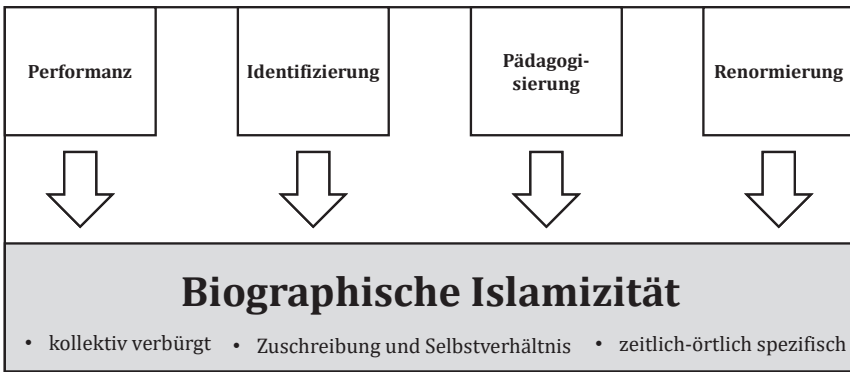 Performanz
Identifizierung
Pädagogi-
sierung
Renormierung
Biographische Islamizität
• kollektiv verbürgt • Zuschreibung und Selbstverhältnis • zeitlich-örtlich spezifisch